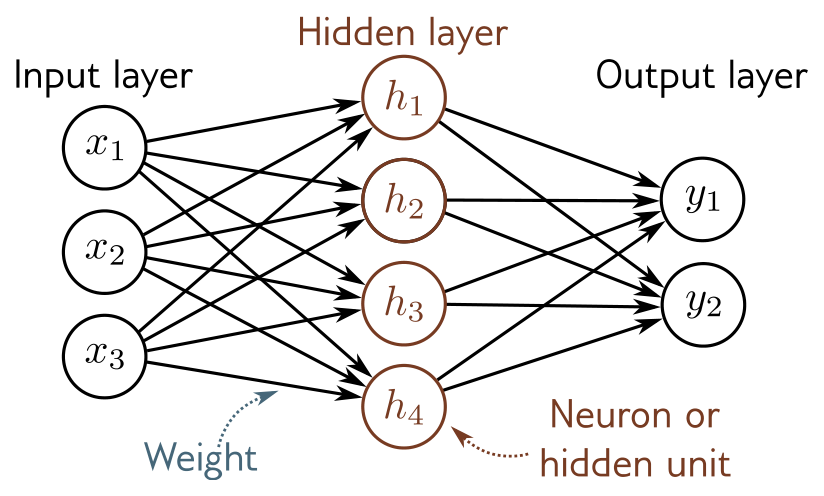 Hidden layer
Input layer
Output layer
x₁
x₂
x₃
h₁
h₂
h₃
h₄
y₁
y₂
Weight
Neuron or
hidden unit